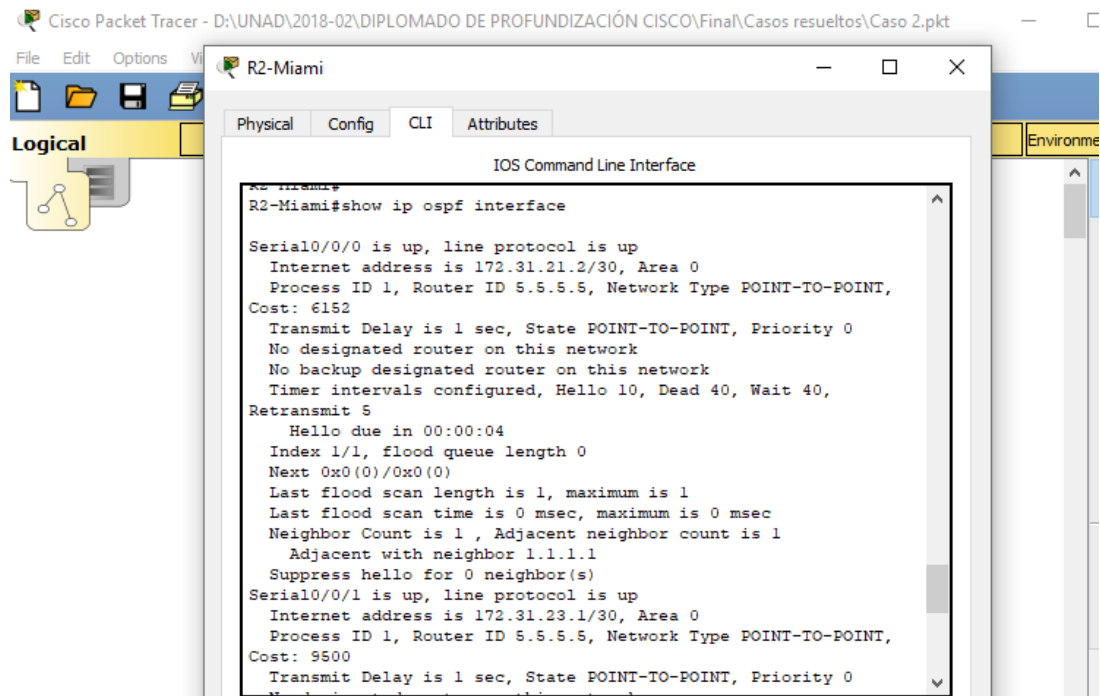 Cisco Packet Tracer - D:\UNAD\2018-02\DIPLOMADO DE PROFUNDIZACIÓN CISCO\Final\Casos resueltos\Caso 2.pkt
File Edit Options Vi
R2-Miami
Physical Config CLI Attributes
Logical
Environme
IOS Command Line Interface
R2-Miami#
R2-Miami#show ip ospf interface
Serial0/0/0 is up, line protocol is up
Internet address is 172.31.21.2/30, Area 0
Process ID 1, Router ID 5.5.5.5, Network Type POINT-TO-POINT,
Cost: 6152
Transmit Delay is 1 sec, State POINT-TO-POINT, Priority 0
No designated router on this network
No backup designated router on this network
Timer intervals configured, Hello 10, Dead 40, Wait 40,
Retransmit 5
Hello due in 00:00:04
Index 1/1, flood queue length 0
Next 0x0(0)/0x0(0)
Last flood scan length is 1, maximum is 1
Last flood scan time is 0 msec, maximum is 0 msec
Neighbor Count is 1 , Adjacent neighbor count is 1
Adjacent with neighbor 1.1.1.1
Suppress hello for 0 neighbor(s)
Serial0/0/1 is up, line protocol is up
Internet address is 172.31.23.1/30, Area 0
Process ID 1, Router ID 5.5.5.5, Network Type POINT-TO-POINT,
Cost: 9500
Transmit Delay is 1 sec, State POINT-TO-POINT, Priority 0